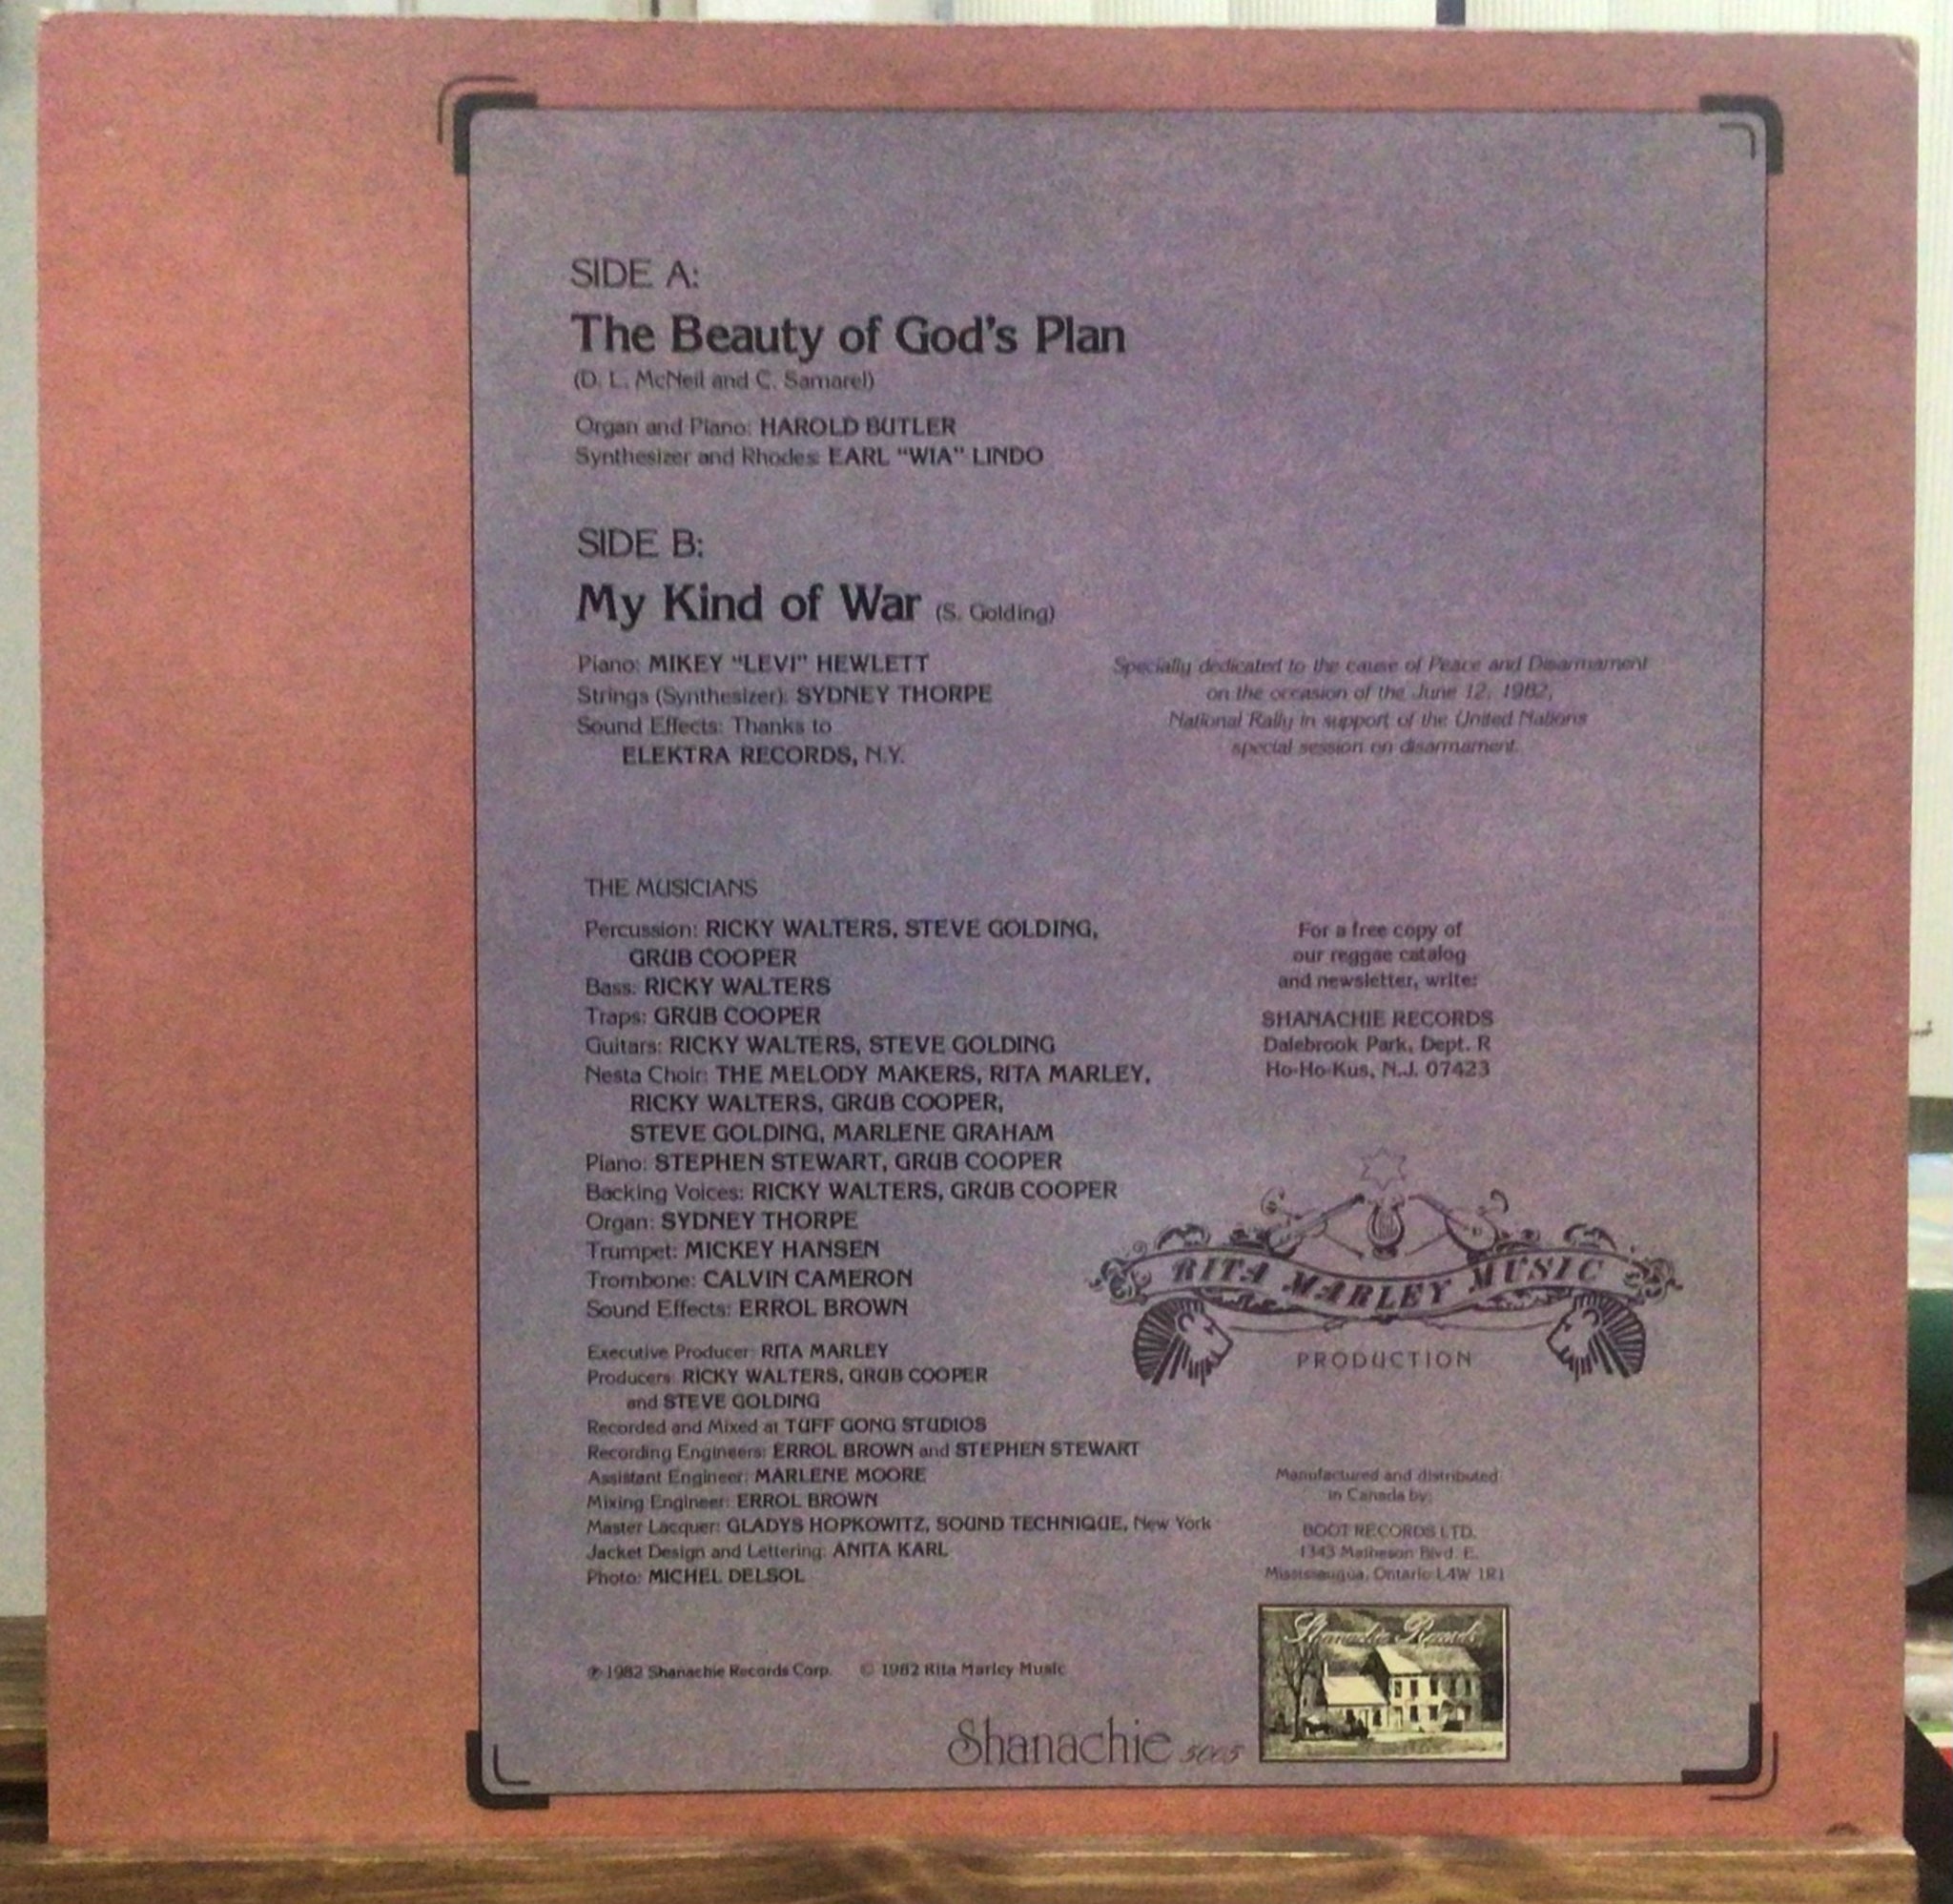 SIDE A:
The Beauty of God's Plan
(D. L. McNeil and C. Samarel)
Organ and Piano: HAROLD BUTLER
Synthesizer and Rhodes: EARL “WIA” LINDO
SIDE B:
My Kind of War (S. Golding)
Piano: MIKEY “LEVI” HEWLETT
Strings (Synthesizer): SYDNEY THORPE
Sound Effects: Thanks to
ELEKTRA RECORDS, N.Y.
Specially dedicated to the cause of Peace and Disarmament
on the occasion of the June 12, 1982,
National Rally in support of the United Nations
special session on disarmament.
THE MUSICIANS
Percussion: RICKY WALTERS, STEVE GOLDING,
GRUB COOPER
Bass: RICKY WALTERS
Traps: GRUB COOPER
Guitars: RICKY WALTERS, STEVE GOLDING
Nesta Choir: THE MELODY MAKERS, RITA MARLEY,
RICKY WALTERS, GRUB COOPER,
STEVE GOLDING, MARLENE GRAHAM
Piano: STEPHEN STEWART, GRUB COOPER
Backing Voices: RICKY WALTERS, GRUB COOPER
Organ: SYDNEY THORPE
Trumpet: MICKEY HANSEN
Trombone: CALVIN CAMERON
Sound Effects: ERROL BROWN
Executive Producer: RITA MARLEY
Producers: RICKY WALTERS, GRUB COOPER
and STEVE GOLDING
Recorded and Mixed at TUFF GONG STUDIOS
Recording Engineers: ERROL BROWN and STEPHEN STEWART
Assistant Engineer: MARLENE MOORE
Mixing Engineer: ERROL BROWN
Master Lacquer: GLADYS HOPKOWITZ, SOUND TECHNIQUE, New York
Jacket Design and Lettering: ANITA KARL
Photo: MICHEL DELSOL
For a free copy of
our reggae catalog
and newsletter, write:
SHANACHIE RECORDS
Dalebrook Park, Dept. R
Ho-Ho-Kus, N.J. 07423
RITA MARLEY MUSIC
PRODUCTION
Manufactured and distributed
in Canada by:
BOOT RECORDS LTD.
1343 Matheson Blvd. E.
Mississauga, Ontario L4W 1R1
℗ 1982 Shanachie Records Corp. © 1982 Rita Marley Music
Shanachie Records
Shanachie 5005